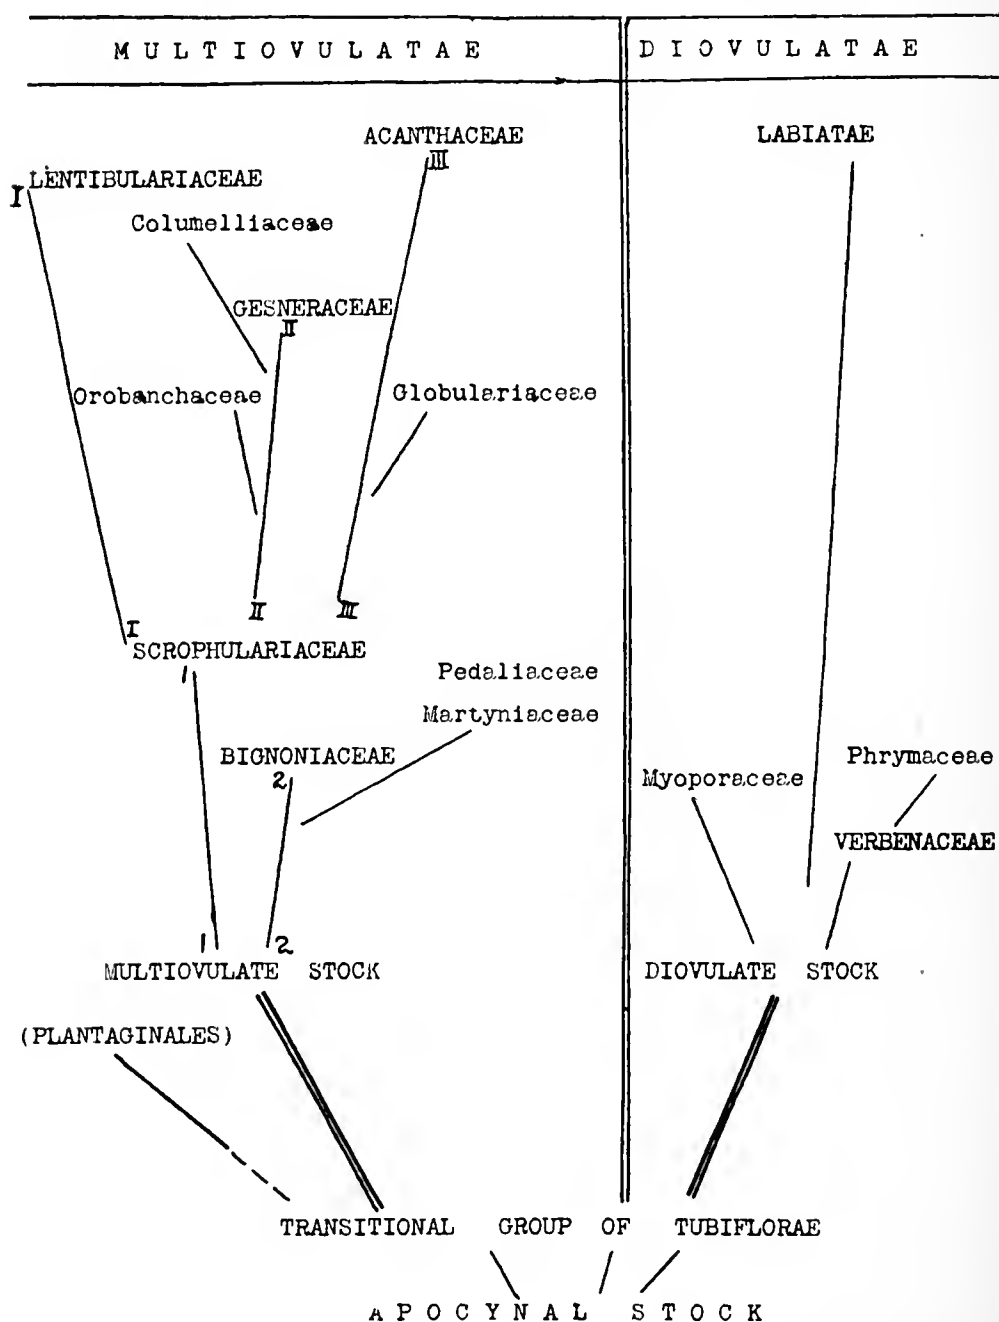 MULTIOVULATAE DIOVULATAE
ACANTHACEAE LABIATAE
III
I LENTIBULARIACEAE
Columelliaceae
GESNERACEAE
II
Orobanchaceae Globulariaceae
II III
I
SCROPHULARIACEAE
1
Pedaliaceae
Martyniaceae
BIGNONIACEAE Phrymaceae
2 Myoporaceae
VERBENACEAE
1 2
MULTIOVULATE STOCK DIOVULATE STOCK
(PLANTAGINALES)
TRANSITIONAL GROUP OF TUBIFLORAE
APOCYNAL STOCK